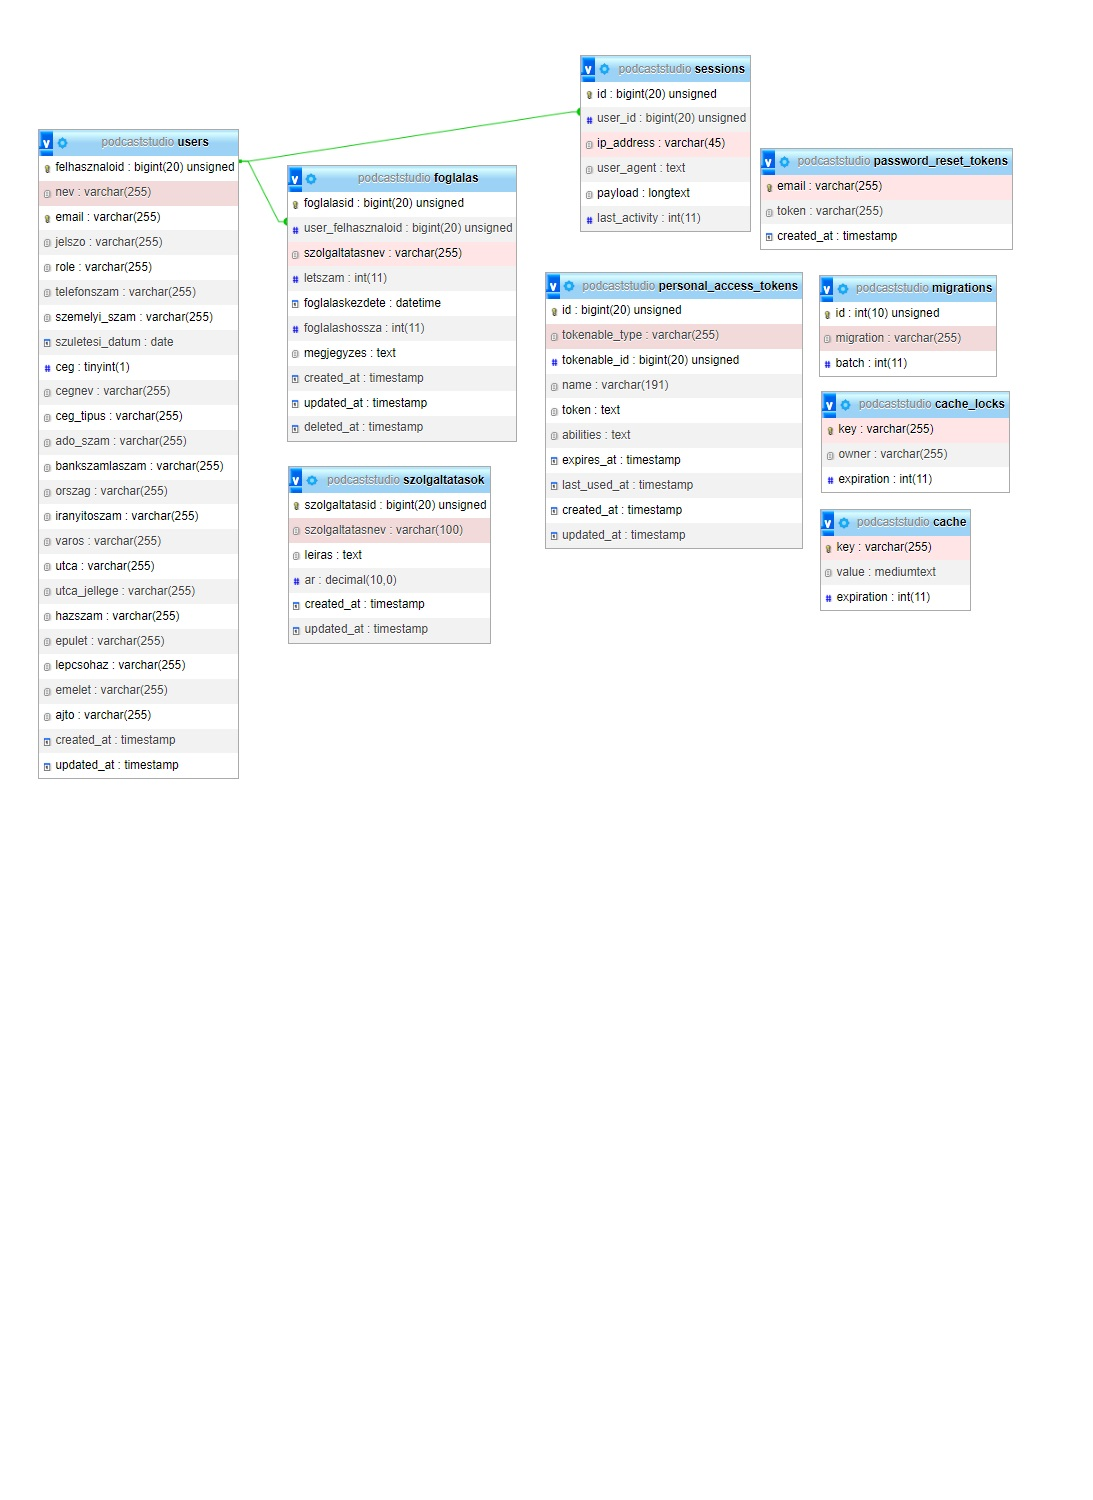 podcaststudio users
felhasznaloid : bigint(20) unsigned
nev : varchar(255)
email : varchar(255)
jelszo : varchar(255)
role : varchar(255)
telefonszam : varchar(255)
szemelyi_szam : varchar(255)
szuletesi_datum : date
ceg : tinyint(1)
cegnev : varchar(255)
ceg_tipus : varchar(255)
ado_szam : varchar(255)
bankszamlaszam : varchar(255)
orszag : varchar(255)
iranyitoszam : varchar(255)
varos : varchar(255)
utca : varchar(255)
utca_jellege : varchar(255)
hazszam : varchar(255)
epulet : varchar(255)
lepcsohaz : varchar(255)
emelet : varchar(255)
ajto : varchar(255)
created_at : timestamp
updated_at : timestamp
podcaststudio foglalas
foglalasid : bigint(20) unsigned
user_felhasznaloid : bigint(20) unsigned
szolgaltatasnev : varchar(255)
letszam : int(11)
foglalaskezdete : datetime
foglalashossza : int(11)
megjegyzes : text
created_at : timestamp
updated_at : timestamp
deleted_at : timestamp
podcaststudio szolgaltatasok
szolgaltatasid : bigint(20) unsigned
szolgaltatasnev : varchar(100)
leiras : text
ar : decimal(10,0)
created_at : timestamp
updated_at : timestamp
podcaststudio sessions
id : bigint(20) unsigned
user_id : bigint(20) unsigned
ip_address : varchar(45)
user_agent : text
payload : longtext
last_activity : int(11)
podcaststudio password_reset_tokens
email : varchar(255)
token : varchar(255)
created_at : timestamp
podcaststudio personal_access_tokens
id : bigint(20) unsigned
tokenable_type : varchar(255)
tokenable_id : bigint(20) unsigned
name : varchar(191)
token : text
abilities : text
expires_at : timestamp
last_used_at : timestamp
created_at : timestamp
updated_at : timestamp
podcaststudio migrations
id : int(10) unsigned
migration : varchar(255)
batch : int(11)
podcaststudio cache_locks
key : varchar(255)
owner : varchar(255)
expiration : int(11)
podcaststudio cache
key : varchar(255)
value : mediumtext
expiration : int(11)